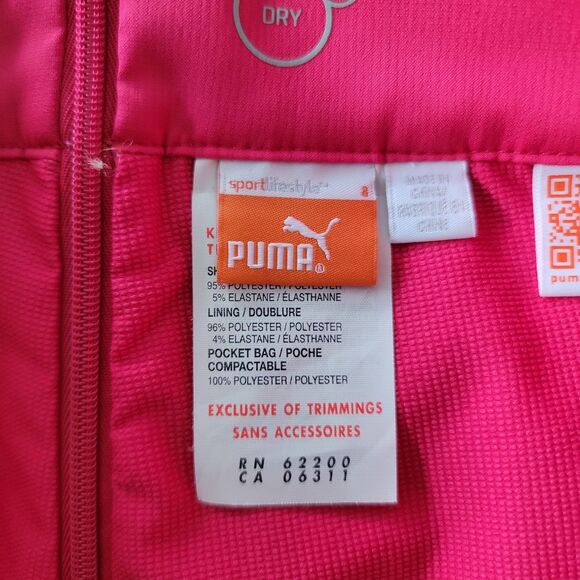 DRY
sportlifestyle
8
PUMA
K
T
SH
95% POLYESTER / POLYESTER
5% ELASTANE / ÉLASTHANNE
LINING / DOUBLURE
96% POLYESTER / POLYESTER
4% ELASTANE / ÉLASTHANNE
POCKET BAG / POCHE
COMPACTABLE
100% POLYESTER / POLYESTER
EXCLUSIVE OF TRIMMINGS
SANS ACCESSOIRES
RN 62200
CA 06311
MADE IN
CHINA/
FABRIQUÉ EN
CHINE
pum